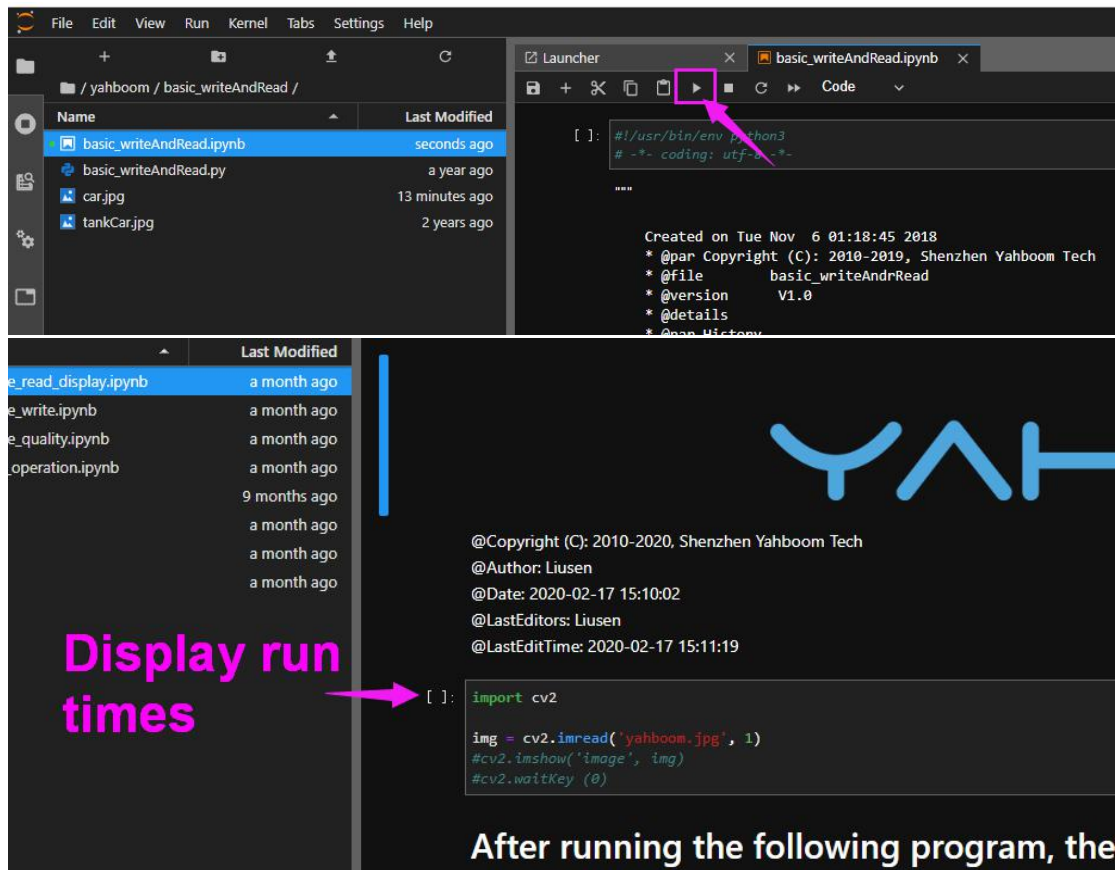 File Edit View Run Kernel Tabs Settings Help
/ yahboom / basic_writeAndRead /
Name Last Modified
basic_writeAndRead.ipynb seconds ago
basic_writeAndRead.py a year ago
car.jpg 13 minutes ago
tankCar.jpg 2 years ago
Launcher
basic_writeAndRead.ipynb
Code
[ ]: #!/usr/bin/env python3
# -*- coding: utf-8 -*-
"""
Created on Tue Nov 6 01:18:45 2018
* @par Copyright (C): 2010-2019, Shenzhen Yahboom Tech
* @file basic_writeAndrRead
* @version V1.0
* @details
* @par History
Last Modified
e_read_display.ipynb a month ago
e_write.ipynb a month ago
e_quality.ipynb a month ago
_operation.ipynb a month ago
9 months ago
a month ago
a month ago
a month ago
Display run
times
YAH
@Copyright (C): 2010-2020, Shenzhen Yahboom Tech
@Author: Liusen
@Date: 2020-02-17 15:10:02
@LastEditors: Liusen
@LastEditTime: 2020-02-17 15:11:19
[ ]: import cv2
img = cv2.imread('yahboom.jpg', 1)
#cv2.imshow('image', img)
#cv2.waitKey (0)
After running the following program, the